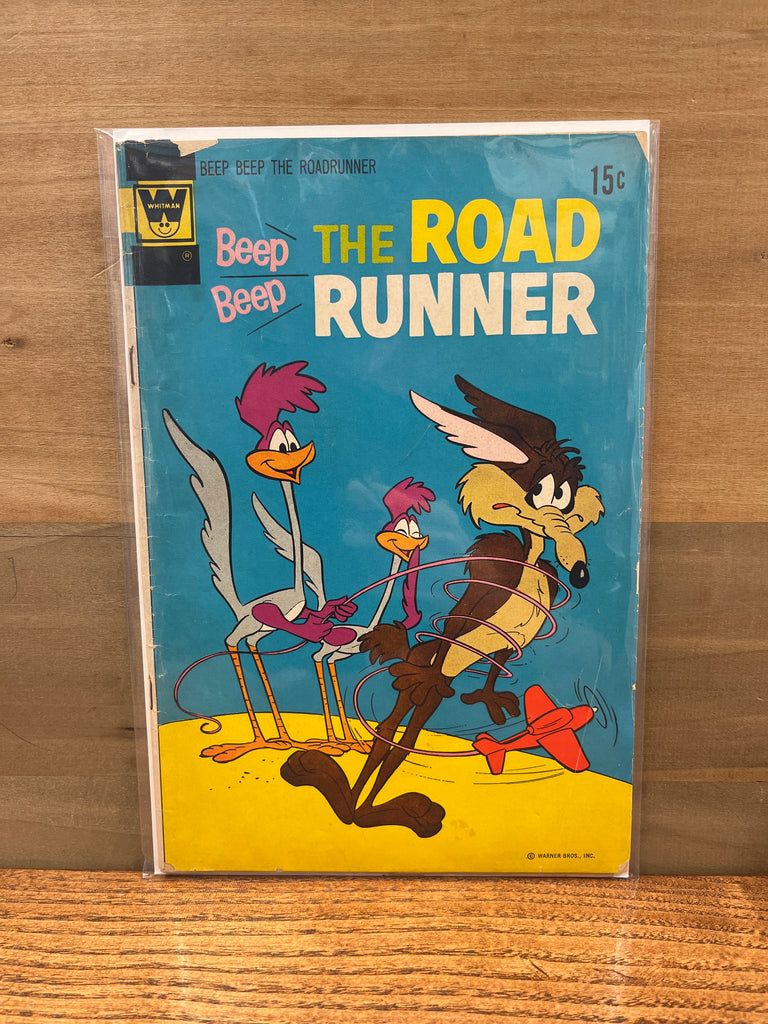 BEEP BEEP THE ROADRUNNER
15¢
WHITMAN
W
®
Beep
Beep
THE ROAD
RUNNER
© WARNER BROS., INC.